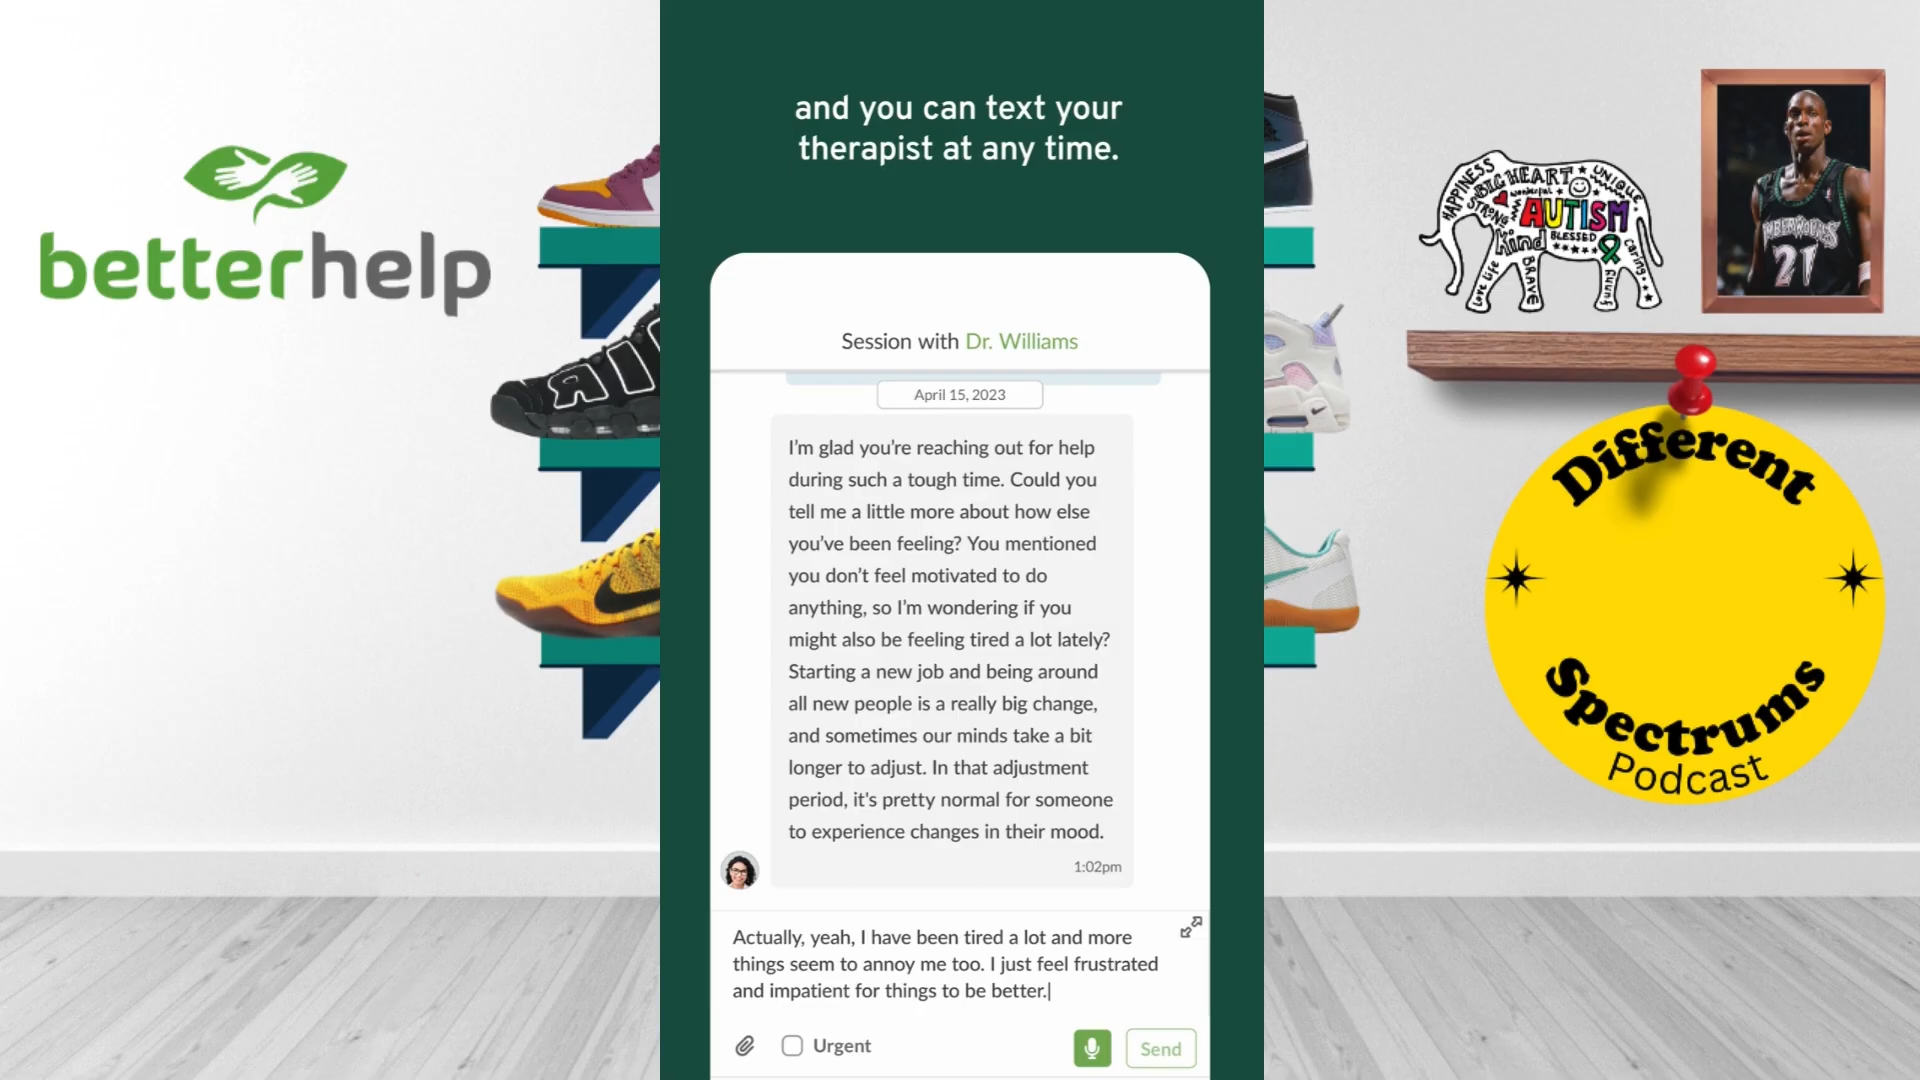 betterhelp
and you can text your
therapist at any time.
Session with Dr. Williams
April 15, 2023
I'm glad you're reaching out for help
during such a tough time. Could you
tell me a little more about how else
you've been feeling? You mentioned
you don't feel motivated to do
anything, so I'm wondering if you
might also be feeling tired a lot lately?
Starting a new job and being around
all new people is a really big change,
and sometimes our minds take a bit
longer to adjust. In that adjustment
period, it's pretty normal for someone
to experience changes in their mood.
1:02pm
Actually, yeah, I have been tired a lot and more
things seem to annoy me too. I just feel frustrated
and impatient for things to be better.
Urgent
Send
HAPPINESS
BIG HEART
UNIQUE
wonderful
STRONG
AUTISM
kind
BLESSED
Caring
Love life
BRAVE
Funny
21
Different
Spectrums
Podcast